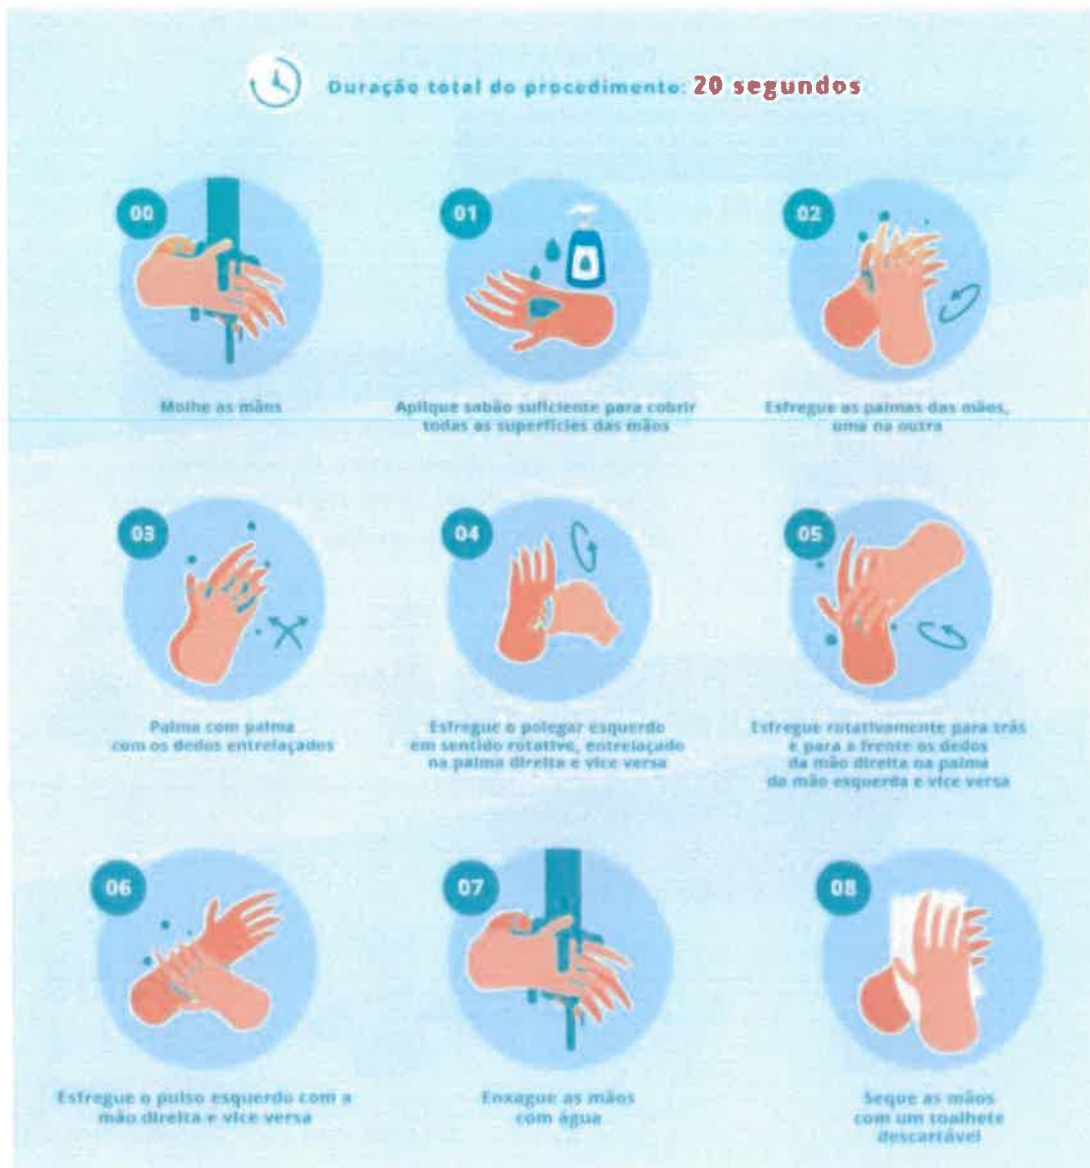 Duração total do procedimento: 20 segundos
00
Molhe as mãos
01
Aplique sabão suficiente para cobrir
todas as superfícies das mãos
02
Esfregue as palmas das mãos,
uma na outra
03
Palma com palma
com os dedos entrelaçados
04
Esfregue o polegar esquerdo
em sentido rotativo, entrelaçado
na palma direita e vice versa
05
Esfregue rotativamente para trás
e para a frente os dedos
da mão direita na palma
da mão esquerda e vice versa
06
Esfregue o pulso esquerdo com a
mão direita e vice versa
07
Enxague as mãos
com água
08
Seque as mãos
com um toalhete
descartável